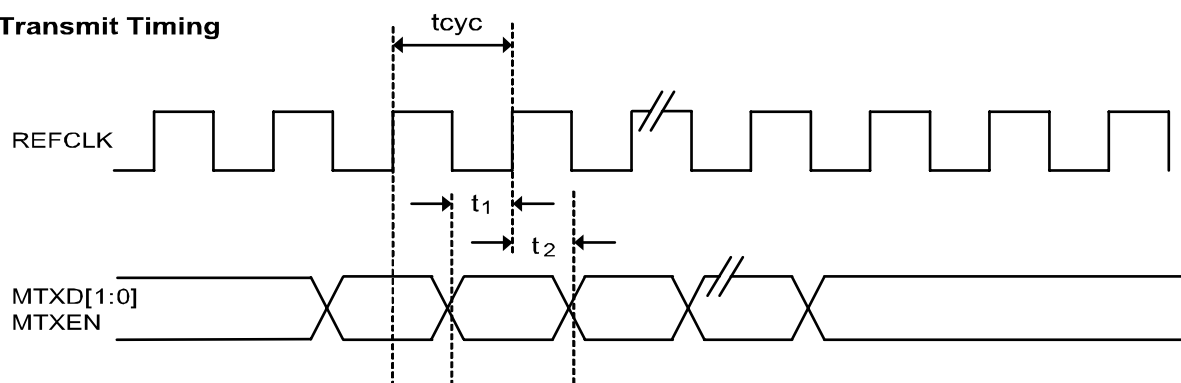 Transmit Timing
tcyc
REFCLK
t1
t2
MTXD[1:0]
MTXEN